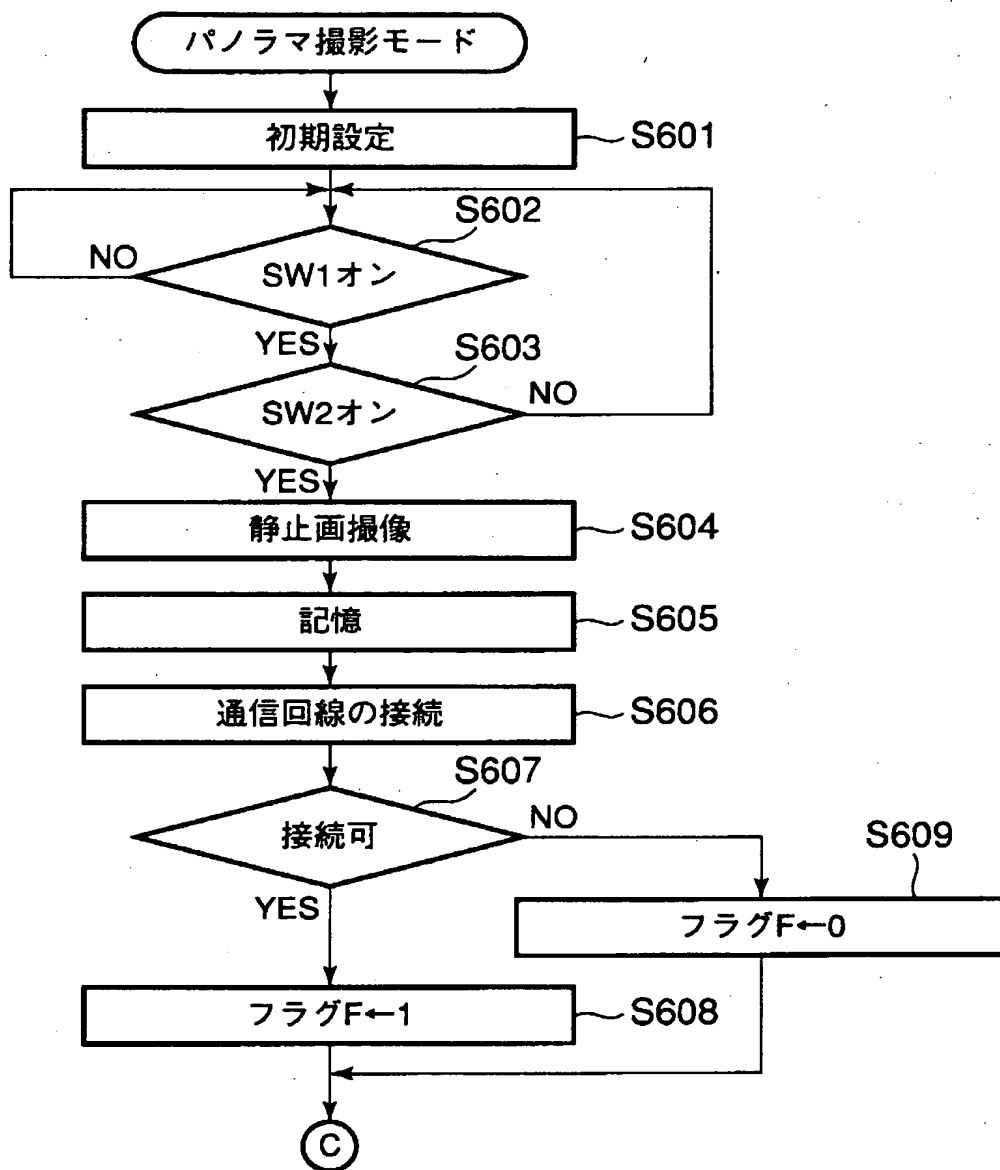 パノラマ撮影モード
初期設定
S601
S602
NO
SW1オン
YES
S603
SW2オン
NO
YES
静止画撮像
S604
記憶
S605
通信回線の接続
S606
S607
接続可
NO
YES
S609
フラグF←0
フラグF←1
S608
C